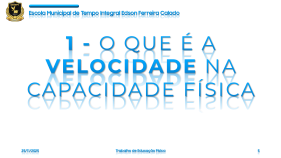 Escola Municipal de Tempo Integral Edson Ferreira Calado
1 - O QUE É A
VELOCIDADE NA
CAPACIDADE FÍSICA
Trabalho de Educação Física